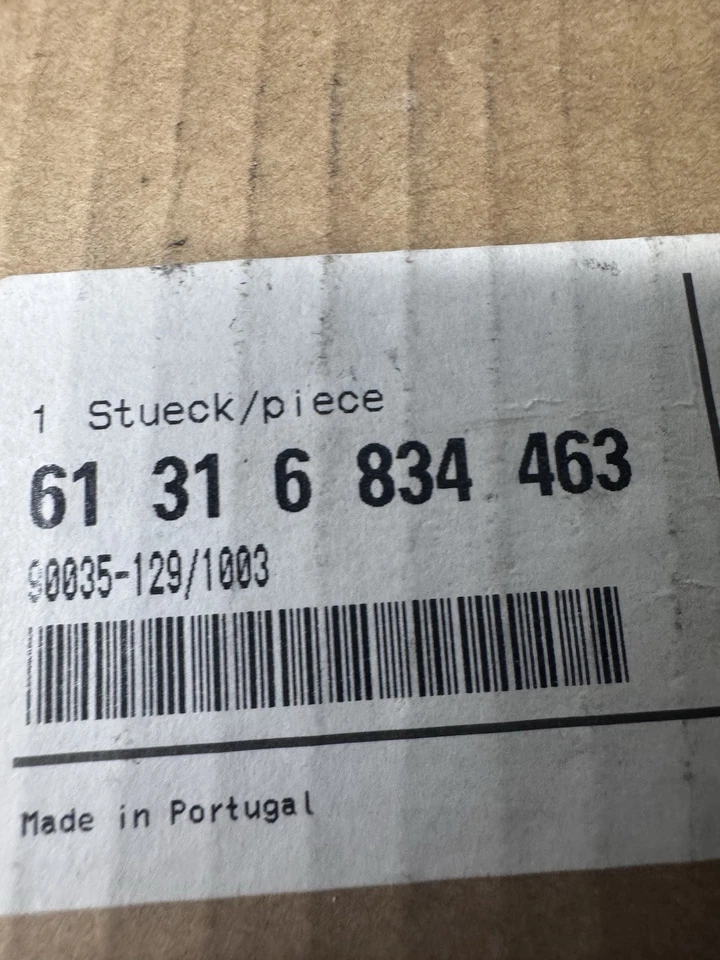 1 Stueck/piece
61 31 6 834 463
90035-129/1003
Made in Portugal